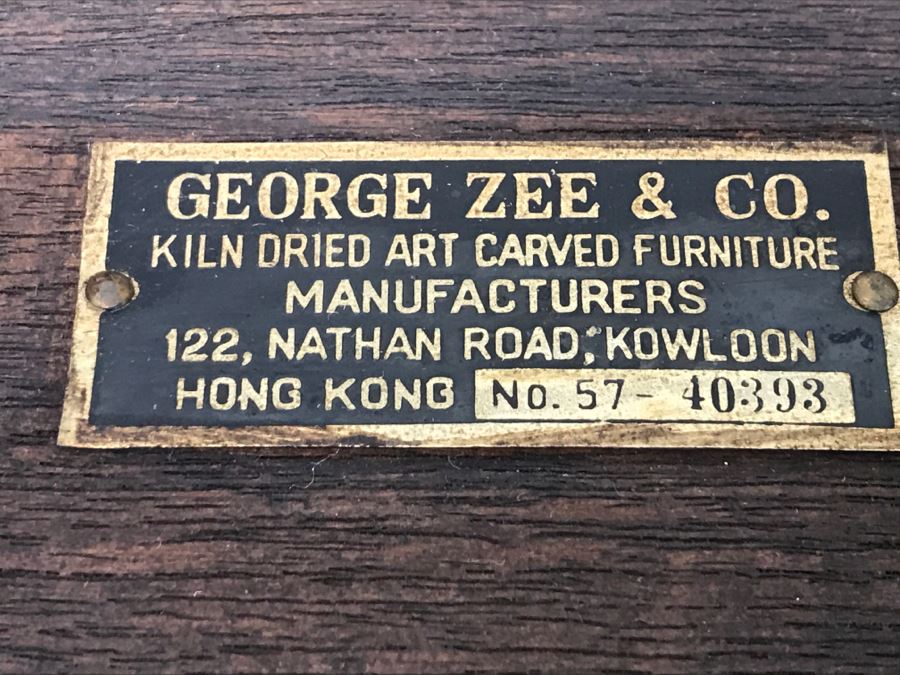 GEORGE ZEE & CO.
KILN DRIED ART CARVED FURNITURE
MANUFACTURERS
122, NATHAN ROAD, KOWLOON
HONG KONG No. 57- 40393